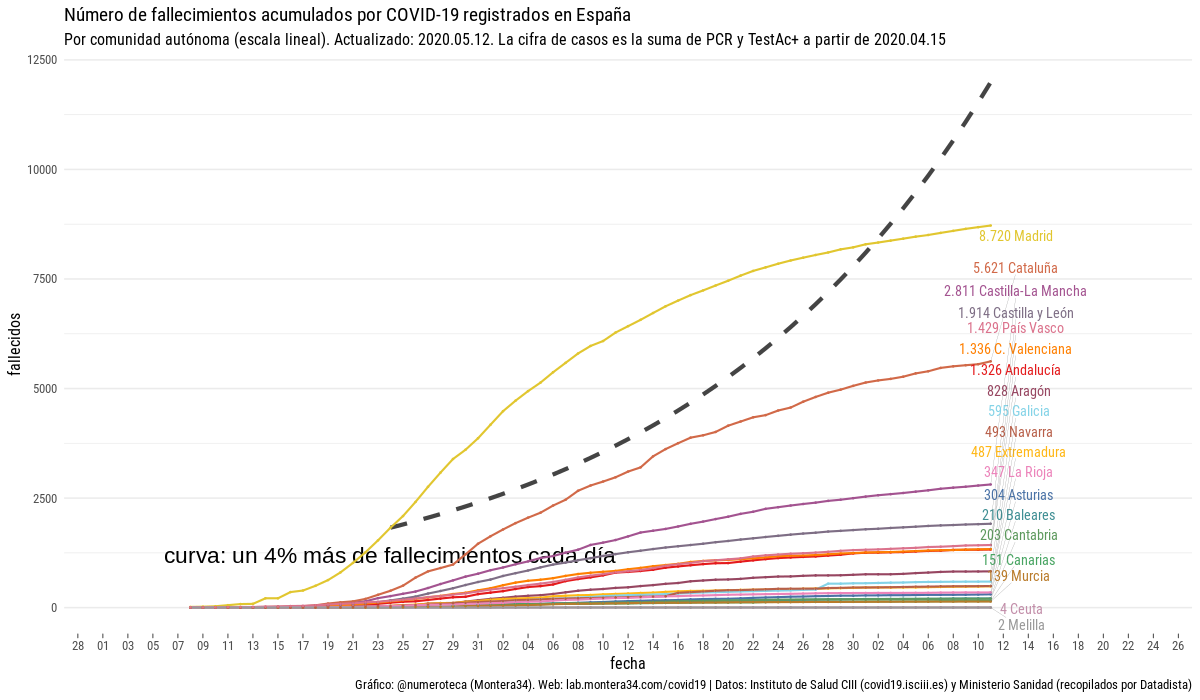 Número de fallecimientos acumulados por COVID-19 registrados en España
Por comunidad autónoma (escala lineal). Actualizado: 2020.05.12. La cifra de casos es la suma de PCR y TestAc+ a partir de 2020.04.15
12500
10000
7500
5000
2500
0
fallecidos
8.720 Madrid
5.621 Cataluña
2.811 Castilla-La Mancha
1.914 Castilla y León
1.429 País Vasco
1.336 C. Valenciana
1.326 Andalucía
828 Aragón
595 Galicia
493 Navarra
487 Extremadura
347 La Rioja
304 Asturias
210 Baleares
203 Cantabria
151 Canarias
139 Murcia
4 Ceuta
2 Melilla
curva: un 4% más de fallecimientos cada día
28 01 03 05 07 09 11 13 15 17 19 21 23 25 27 29 31 02 04 06 08 10 12 14 16 18 20 22 24 26 28 30 02 04 06 08 10 12 14 16 18 20 22 24 26
fecha
Gráfico: @numeroteca (Montera34). Web: lab.montera34.com/covid19 | Datos: Instituto de Salud CIII (covid19.isciii.es) y Ministerio Sanidad (recopilados por Datadista)